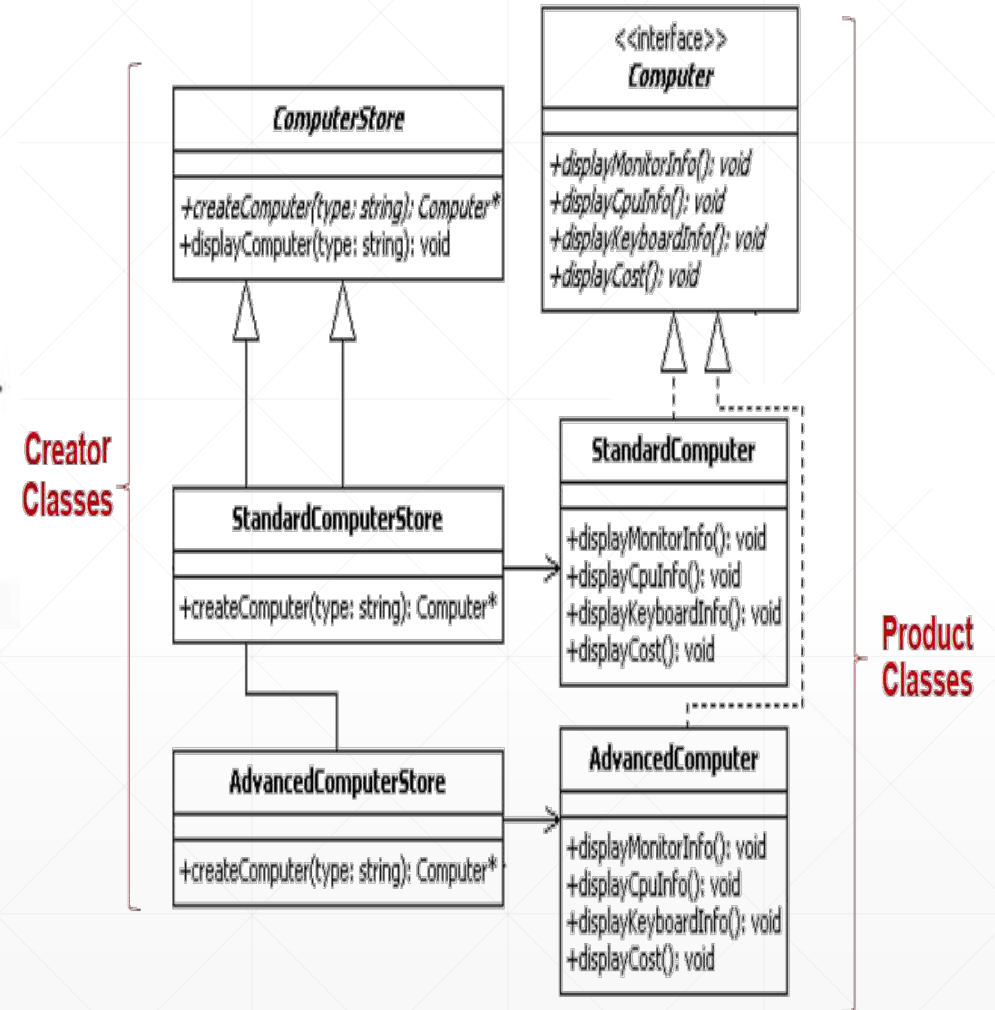 ComputerStore
+createComputer(type: string): Computer*
+displayComputer(type: string): void
<<interface>>
Computer
+displayMonitorInfo(): void
+displayCpuInfo(): void
+displayKeyboardInfo(): void
+displayCost(): void
Creator
Classes
StandardComputerStore
+createComputer(type: string): Computer*
StandardComputer
+displayMonitorInfo(): void
+displayCpuInfo(): void
+displayKeyboardInfo(): void
+displayCost(): void
Product
Classes
AdvancedComputerStore
+createComputer(type: string): Computer*
AdvancedComputer
+displayMonitorInfo(): void
+displayCpuInfo(): void
+displayKeyboardInfo(): void
+displayCost(): void